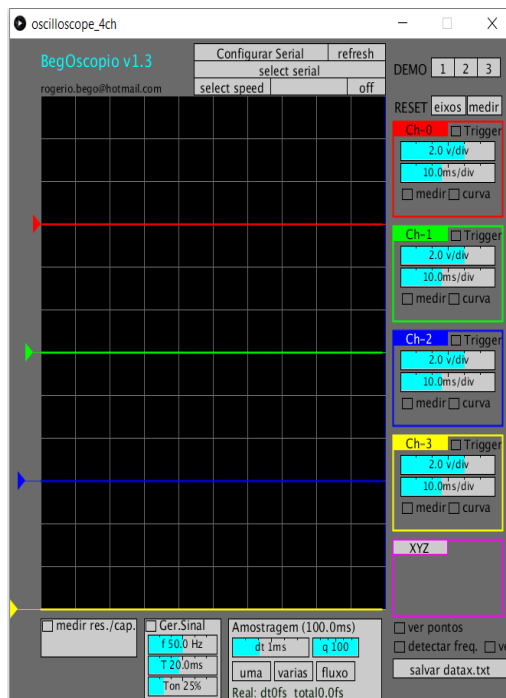 oscilloscope_4ch
BegOscopio v1.3
rogerio.bego@hotmail.com
Configurar Serial refresh
select serial
select speed off
DEMO 1 2 3
RESET eixos medir
Ch-0 Trigger
2.0 v/div
10.0ms/div
medir curva
Ch-1 Trigger
2.0 v/div
10.0ms/div
medir curva
Ch-2 Trigger
2.0 v/div
10.0ms/div
medir curva
Ch-3 Trigger
2.0 v/div
10.0ms/div
medir curva
XYZ
medir res./cap.
Ger.Sinal
f 50.0 Hz
T 20.0ms
Ton 25%
Amostragem (100.0ms)
dt 1ms q 100
uma varias fluxo
Real: dt0fs total0.0fs
ver pontos
detectar freq. ve
salvar datax.txt